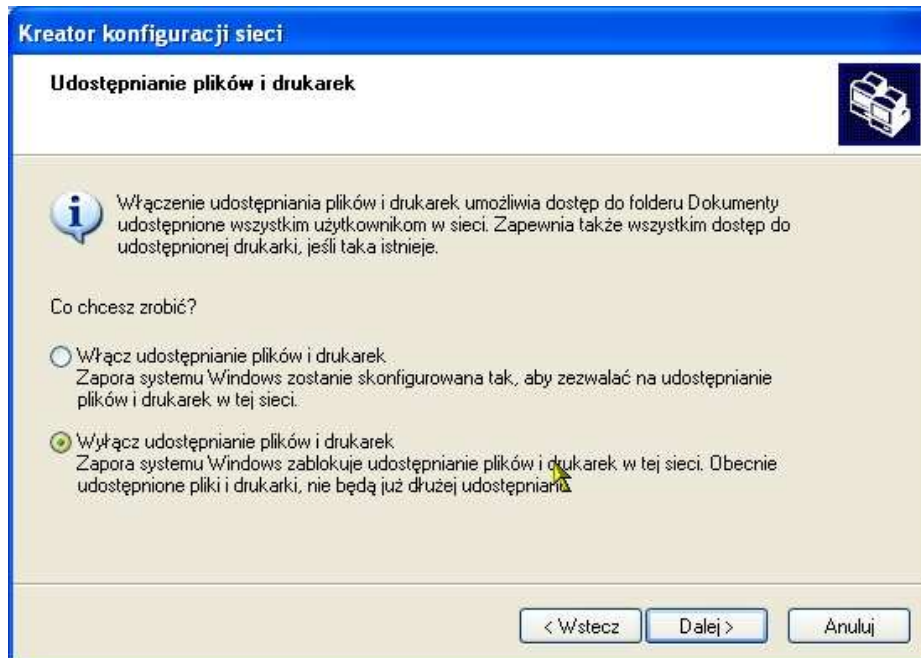 Kreator konfiguracji sieci
Udostępnianie plików i drukarek
Włączenie udostępniania plików i drukarek umożliwia dostęp do folderu Dokumenty
udostępnione wszystkim użytkownikom w sieci. Zapewnia także wszystkim dostęp do
udostępnionej drukarki, jeśli taka istnieje.
Co chcesz zrobić?
Włącz udostępnianie plików i drukarek
Zapora systemu Windows zostanie skonfigurowana tak, aby zezwalać na udostępnianie
plików i drukarek w tej sieci.
Wyłącz udostępnianie plików i drukarek
Zapora systemu Windows zablokuje udostępnianie plików i drukarek w tej sieci. Obecnie
udostępnione pliki i drukarki, nie będą już dłużej udostępniane.
< Wstecz
Dalej >
Anuluj